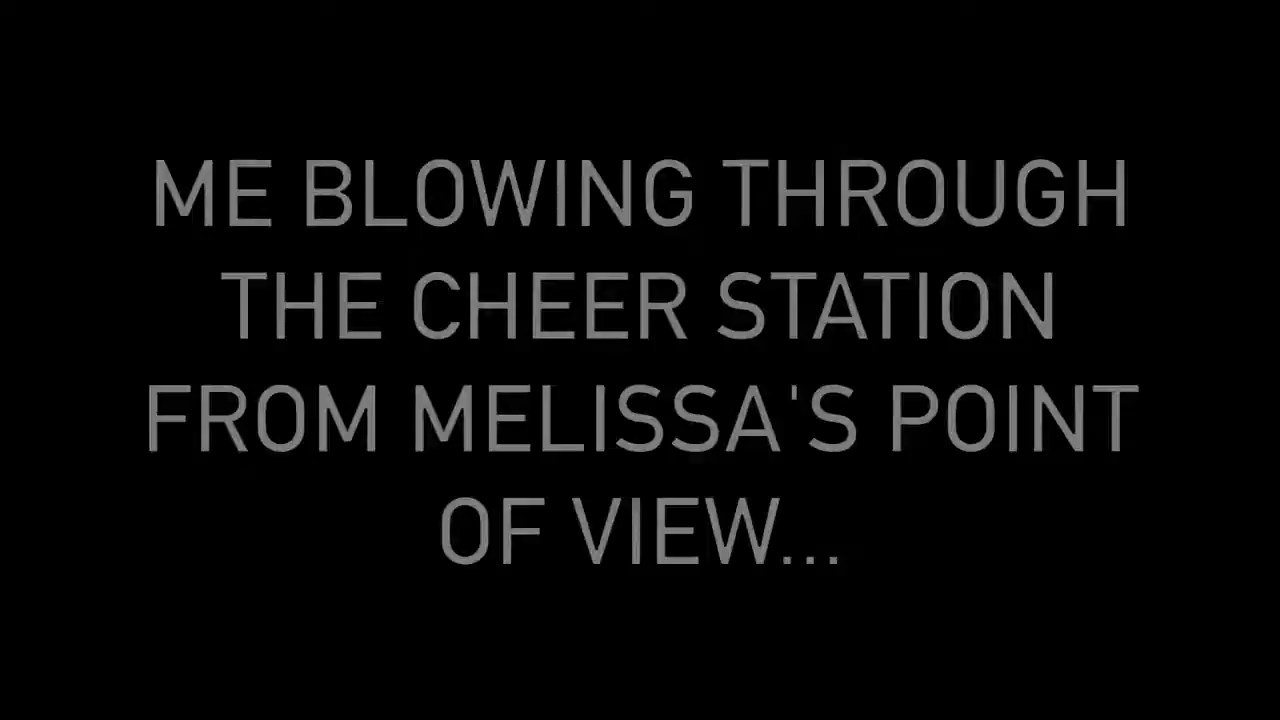 ME BLOWING THROUGH
THE CHEER STATION
FROM MELISSA'S POINT
OF VIEW...